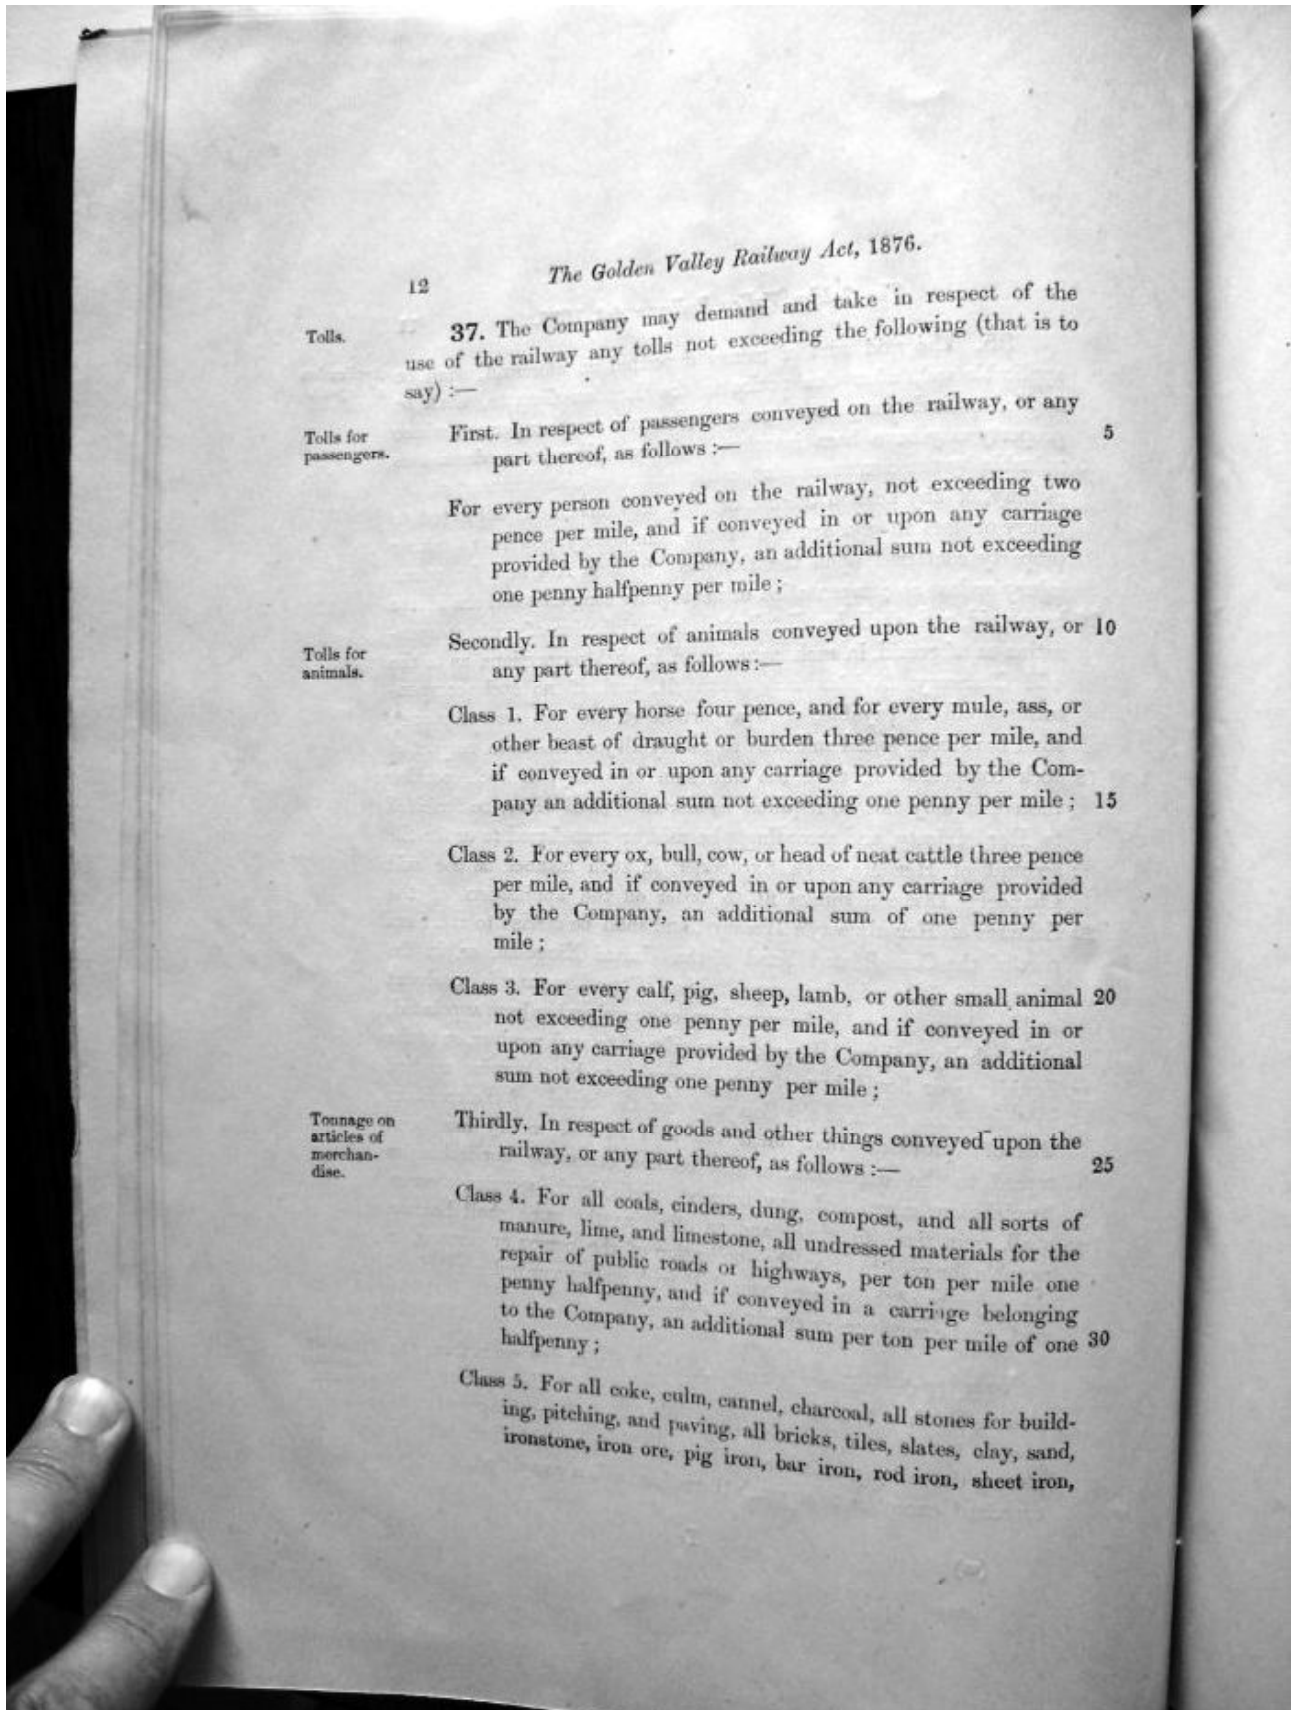 12 The Golden Valley Railway Act, 1876.
Tolls. 37. The Company may demand and take in respect of the
use of the railway any tolls not exceeding the following (that is to
say) :—
Tolls for
passengers.
First. In respect of passengers conveyed on the railway, or any
part thereof, as follows :— 5
For every person conveyed on the railway, not exceeding two
pence per mile, and if conveyed in or upon any carriage
provided by the Company, an additional sum not exceeding
one penny halfpenny per mile ;
Tolls for
animals.
Secondly. In respect of animals conveyed upon the railway, or 10
any part thereof, as follows :—
Class 1. For every horse four pence, and for every mule, ass, or
other beast of draught or burden three pence per mile, and
if conveyed in or upon any carriage provided by the Com-
pany an additional sum not exceeding one penny per mile ; 15
Class 2. For every ox, bull, cow, or head of neat cattle three pence
per mile, and if conveyed in or upon any carriage provided
by the Company, an additional sum of one penny per
mile ;
Class 3. For every calf, pig, sheep, lamb, or other small animal 20
not exceeding one penny per mile, and if conveyed in or
upon any carriage provided by the Company, an additional
sum not exceeding one penny per mile ;
Tonnage on
articles of
merchan-
dise.
Thirdly. In respect of goods and other things conveyed upon the
railway, or any part thereof, as follows :— 25
Class 4. For all coals, cinders, dung, compost, and all sorts of
manure, lime, and limestone, all undressed materials for the
repair of public roads or highways, per ton per mile one
penny halfpenny, and if conveyed in a carriage belonging
to the Company, an additional sum per ton per mile of one 30
halfpenny ;
Class 5. For all coke, culm, cannel, charcoal, all stones for build-
ing, pitching, and paving, all bricks, tiles, slates, clay, sand,
ironstone, iron ore, pig iron, bar iron, rod iron, sheet iron,